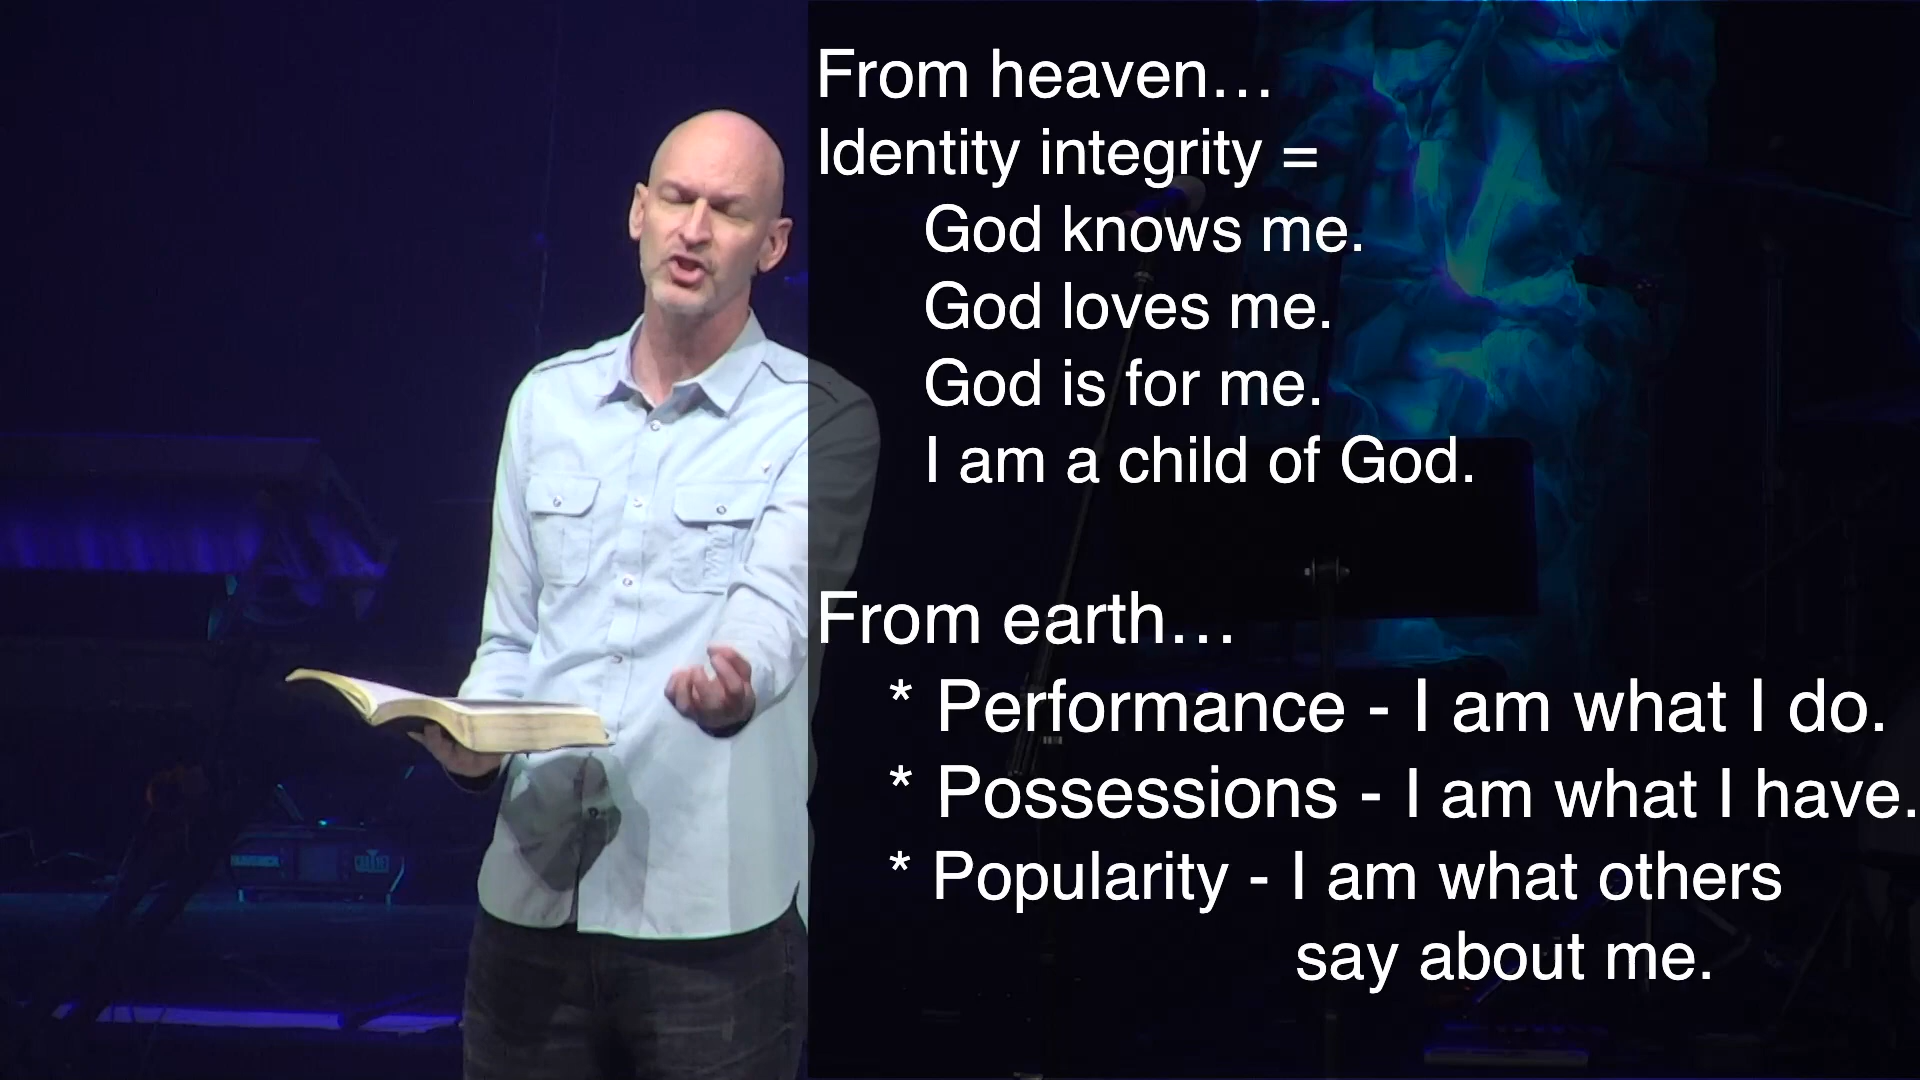 From heaven…
Identity integrity =
God knows me.
God loves me.
God is for me.
I am a child of God.
From earth…
* Performance - I am what I do.
* Possessions - I am what I have.
* Popularity - I am what others
say about me.